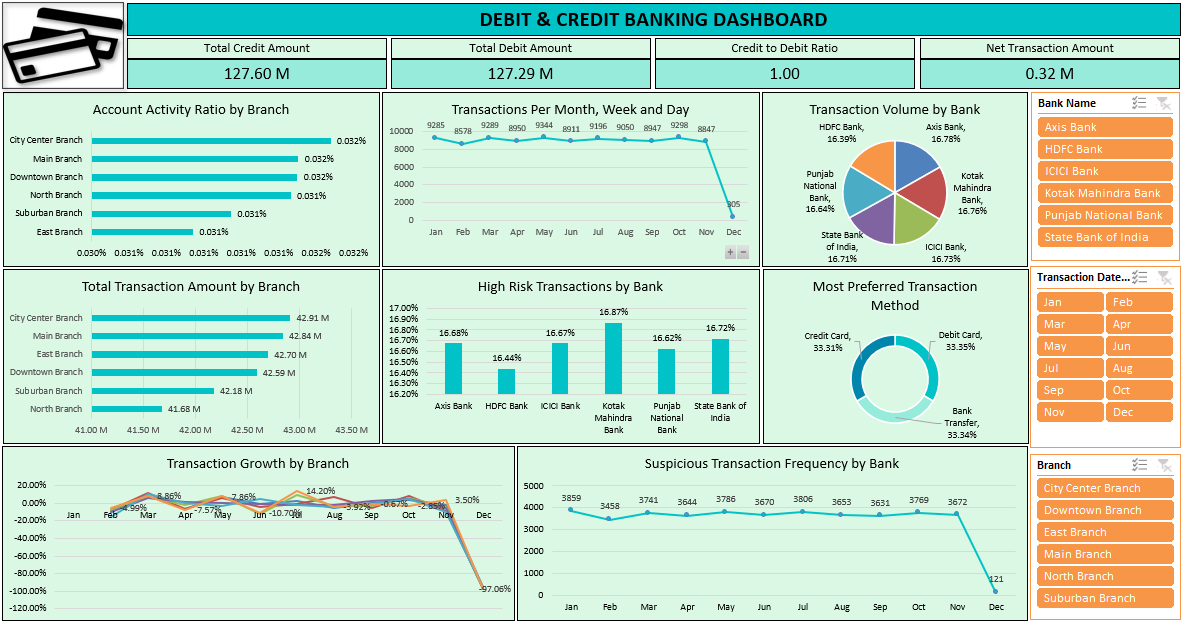 DEBIT & CREDIT BANKING DASHBOARD
Total Credit Amount
127.60 M
Total Debit Amount
127.29 M
Credit to Debit Ratio
1.00
Net Transaction Amount
0.32 M
Account Activity Ratio by Branch
City Center Branch
0.032%
Main Branch
0.032%
Downtown Branch
0.032%
North Branch
0.031%
Suburban Branch
0.031%
East Branch
0.031%
0.030% 0.031% 0.031% 0.031% 0.031% 0.031% 0.032% 0.032%
Transactions Per Month, Week and Day
10000
8000
6000
4000
2000
0
9285 8578 9289 8950 9344 8911 9196 9050 8947 9298 8847 305
Jan Feb Mar Apr May Jun Jul Aug Sep Oct Nov Dec
+ −
Transaction Volume by Bank
HDFC Bank,
16.39%
Axis Bank,
16.78%
Punjab
National
Bank,
16.64%
Kotak
Mahindra
Bank,
16.76%
State Bank
of India,
16.71%
ICICI Bank,
16.73%
Bank Name
Axis Bank
HDFC Bank
ICICI Bank
Kotak Mahindra Bank
Punjab National Bank
State Bank of India
Total Transaction Amount by Branch
City Center Branch
42.91 M
Main Branch
42.84 M
East Branch
42.70 M
Downtown Branch
42.59 M
Suburban Branch
42.18 M
North Branch
41.68 M
41.00 M 41.50 M 42.00 M 42.50 M 43.00 M 43.50 M
High Risk Transactions by Bank
17.00%
16.90%
16.80%
16.70%
16.60%
16.50%
16.40%
16.30%
16.20%
16.68% 16.44% 16.67% 16.87% 16.62% 16.72%
Axis Bank
HDFC Bank
ICICI Bank
Kotak
Mahindra
Bank
Punjab
National
Bank
State Bank of
India
Most Preferred Transaction
Method
Credit Card,
33.31%
Debit Card,
33.35%
Bank
Transfer,
33.34%
Transaction Date...
Jan Feb
Mar Apr
May Jun
Jul Aug
Sep Oct
Nov Dec
Transaction Growth by Branch
20.00%
0.00%
-20.00%
-40.00%
-60.00%
-80.00%
-100.00%
-120.00%
-4.99% 8.86% -7.57% 7.86% -10.70% 14.20% -3.92% -0.67% -2.85% 3.50% -97.06%
Jan Feb Mar Apr May Jun Jul Aug Sep Oct Nov Dec
Suspicious Transaction Frequency by Bank
5000
4000
3000
2000
1000
0
3859 3458 3741 3644 3786 3670 3806 3653 3631 3769 3672 121
Jan Feb Mar Apr May Jun Jul Aug Sep Oct Nov Dec
Branch
City Center Branch
Downtown Branch
East Branch
Main Branch
North Branch
Suburban Branch